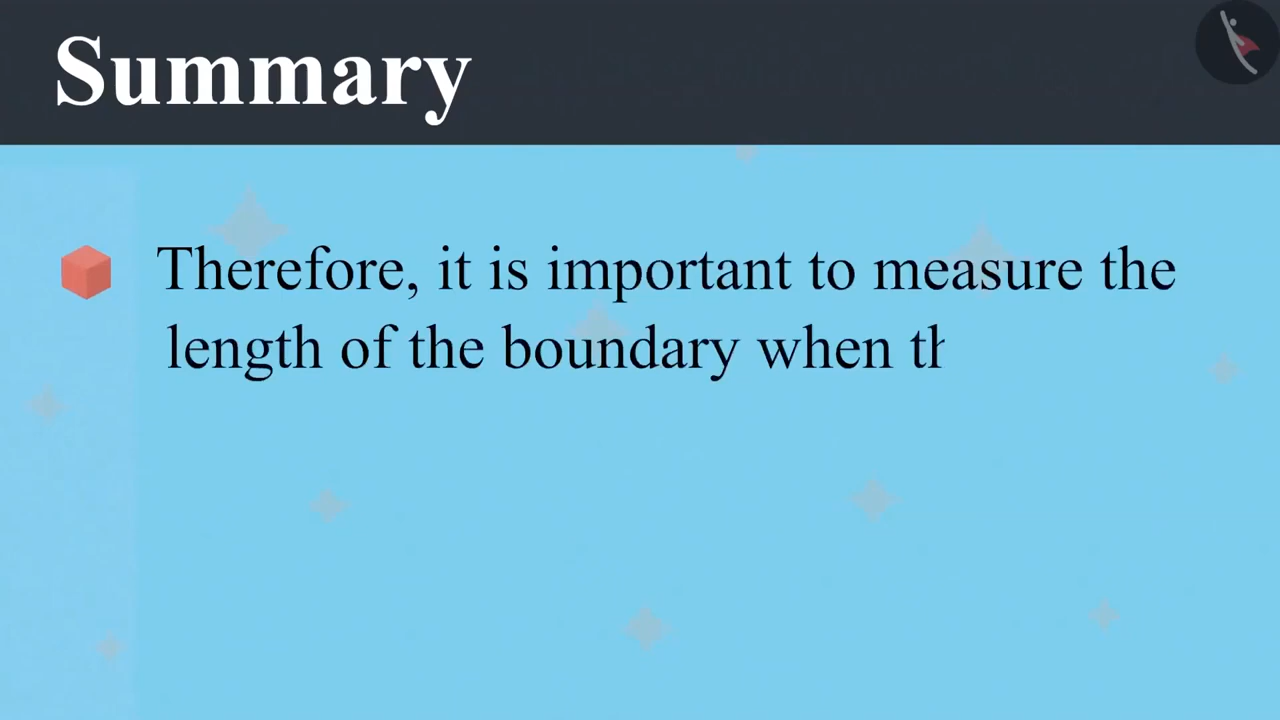 Summary
Therefore, it is important to measure the
length of the boundary when